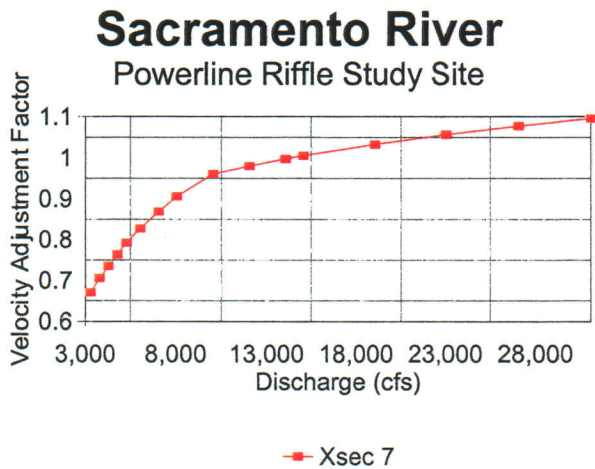 Sacramento River
Powerline Riffle Study Site
Velocity Adjustment Factor
1.1
1
0.9
0.8
0.7
0.6
3,000 8,000 13,000 18,000 23,000 28,000
Discharge (cfs)
Xsec 7